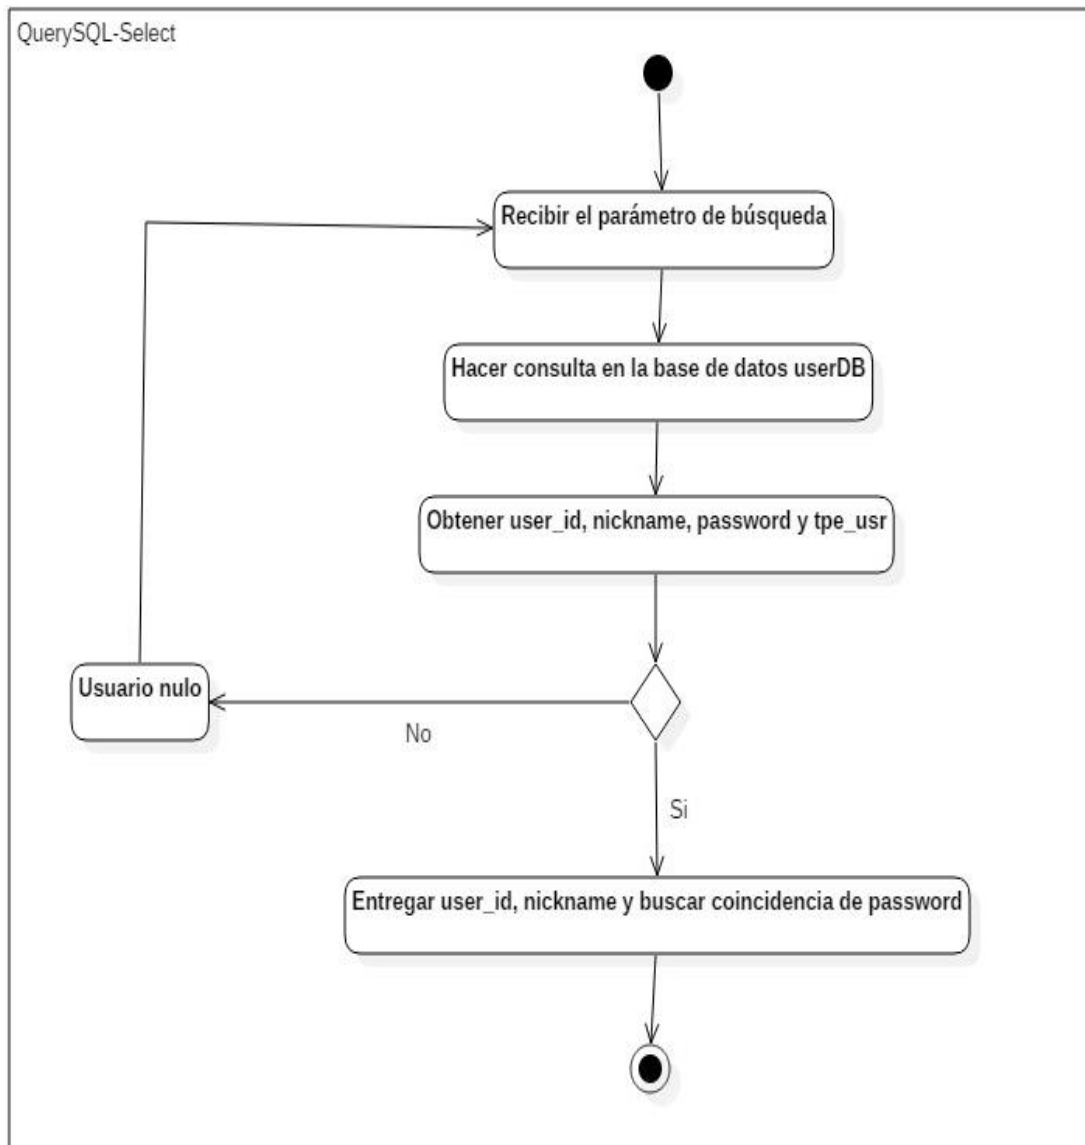 QuerySQL-Select
Recibir el parámetro de búsqueda
Hacer consulta en la base de datos userDB
Obtener user_id, nickname, password y tpe_usr
Usuario nulo
No
Si
Entregar user_id, nickname y buscar coincidencia de password